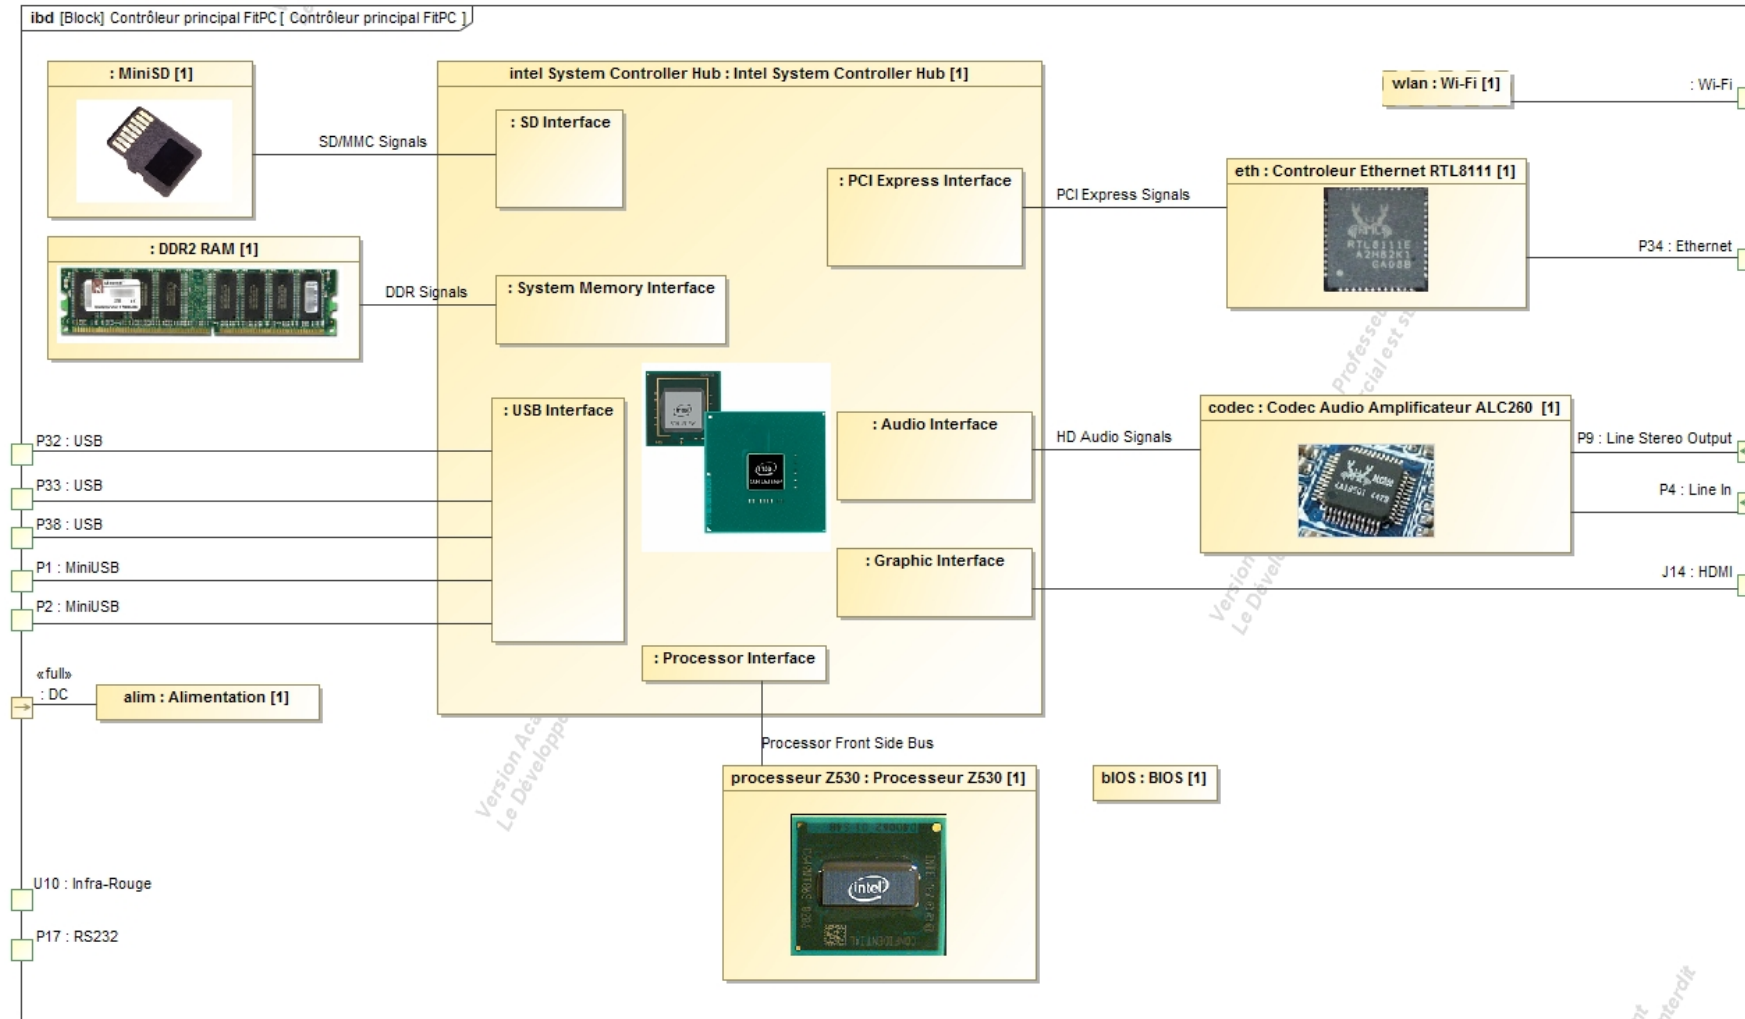 ibd [Block] Contrôleur principal FitPC [ Contrôleur principal FitPC ]
: MiniSD [1]
SD/MMC Signals
: DDR2 RAM [1]
DDR Signals
intel System Controller Hub : Intel System Controller Hub [1]
: SD Interface
: PCI Express Interface
: System Memory Interface
: USB Interface
: Audio Interface
: Graphic Interface
: Processor Interface
wlan : Wi-Fi [1]
: Wi-Fi
PCI Express Signals
eth : Controleur Ethernet RTL8111 [1]
RTL8111E
P34 : Ethernet
HD Audio Signals
codec : Codec Audio Amplificateur ALC260 [1]
P9 : Line Stereo Output
P4 : Line In
J14 : HDMI
P32 : USB
P33 : USB
P38 : USB
P1 : MiniUSB
P2 : MiniUSB
«full»
: DC
alim : Alimentation [1]
Processor Front Side Bus
processeur Z530 : Processeur Z530 [1]
intel
CONFIDENTIAL
bIOS : BIOS [1]
U10 : Infra-Rouge
P17 : RS232